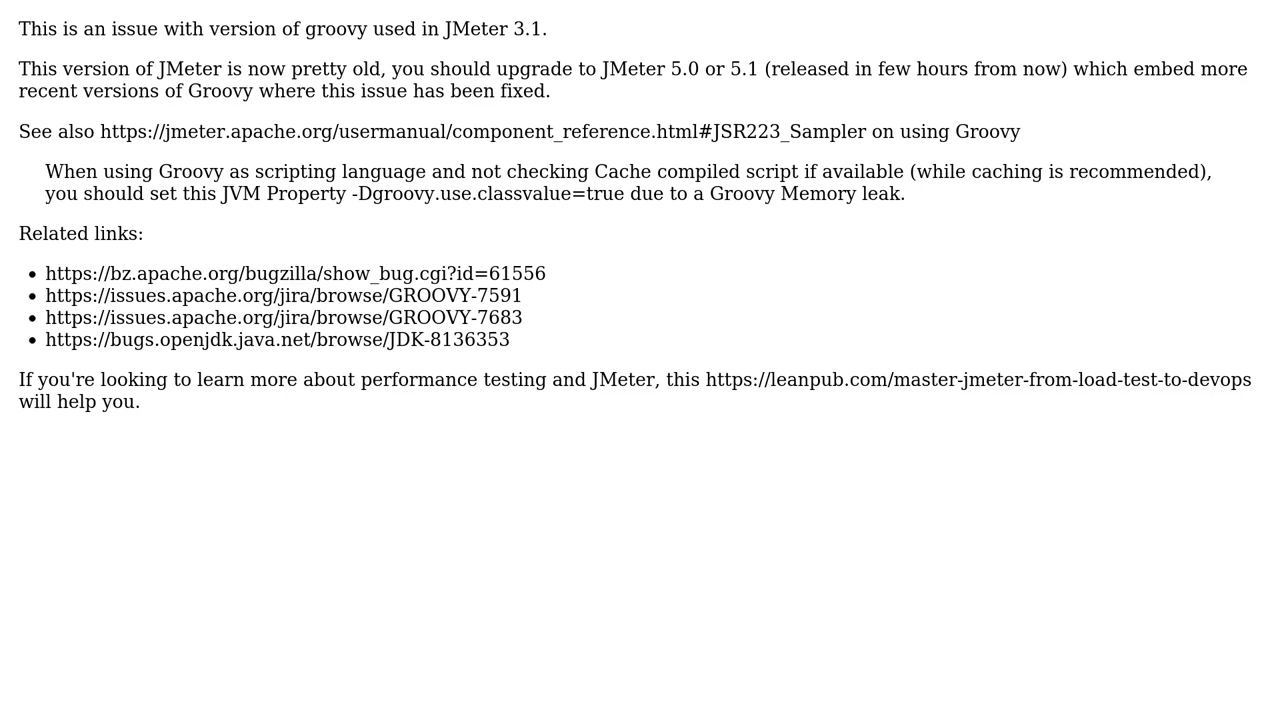 This is an issue with version of groovy used in JMeter 3.1.
This version of JMeter is now pretty old, you should upgrade to JMeter 5.0 or 5.1 (released in few hours from now) which embed more
recent versions of Groovy where this issue has been fixed.
See also https://jmeter.apache.org/usermanual/component_reference.html#JSR223_Sampler on using Groovy
When using Groovy as scripting language and not checking Cache compiled script if available (while caching is recommended),
you should set this JVM Property -Dgroovy.use.classvalue=true due to a Groovy Memory leak.
Related links:
• https://bz.apache.org/bugzilla/show_bug.cgi?id=61556
• https://issues.apache.org/jira/browse/GROOVY-7591
• https://issues.apache.org/jira/browse/GROOVY-7683
• https://bugs.openjdk.java.net/browse/JDK-8136353
If you're looking to learn more about performance testing and JMeter, this https://leanpub.com/master-jmeter-from-load-test-to-devops
will help you.